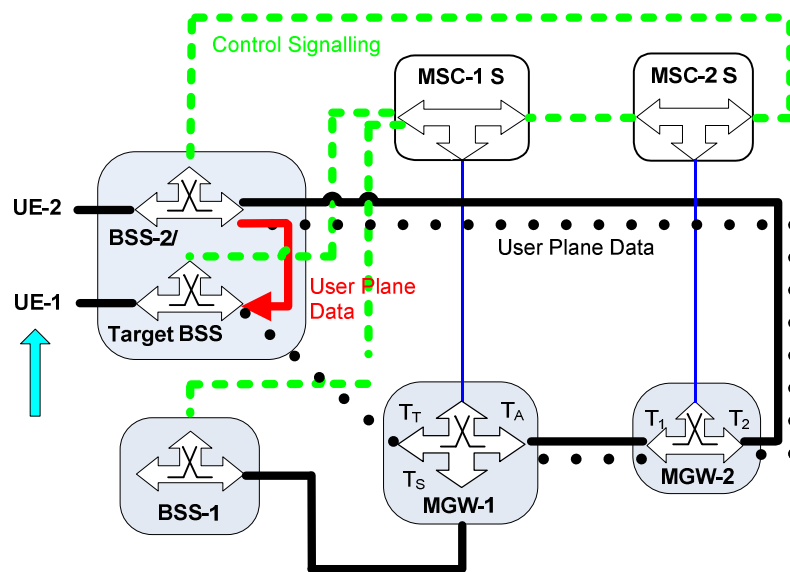 Control Signalling
MSC-1 S
MSC-2 S
UE-2
BSS-2/
User Plane Data
User Plane
Data
UE-1
Target BSS
TT
TA
T1
T2
TS
MGW-1
MGW-2
BSS-1